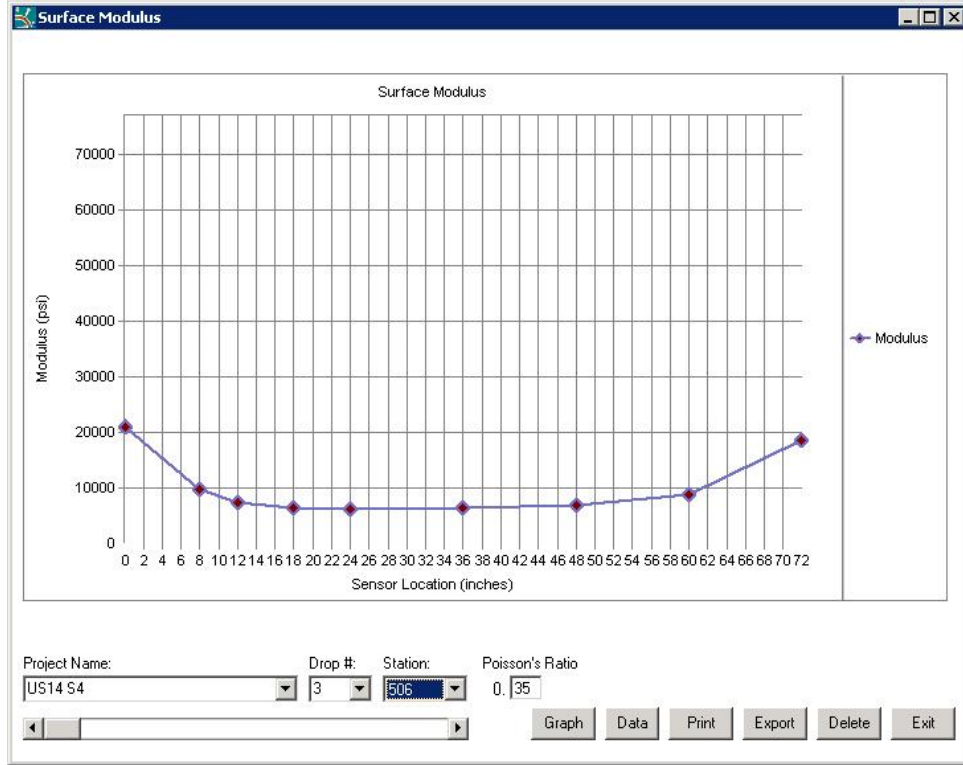 Surface Modulus
Surface Modulus
70000
60000
50000
40000
30000
20000
10000
0
Modulus (psi)
0 2 4 6 8 10 12 14 16 18 20 22 24 26 28 30 32 34 36 38 40 42 44 46 48 50 52 54 56 58 60 62 64 66 68 70 72
Sensor Location (inches)
Modulus
Project Name: Drop #: Station: Poisson's Ratio
US14 S4 3 506 0. 35
Graph Data Print Export Delete Exit